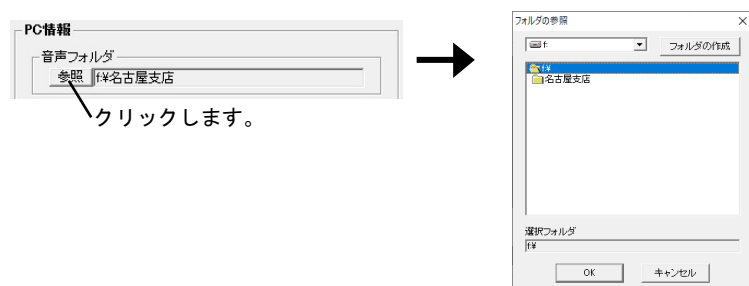 PC情報
音声フォルダ
参照 f:¥名古屋支店
クリックします。
フォルダの参照
f:
フォルダの作成
f:¥
名古屋支店
選択フォルダ
f:¥
OK キャンセル